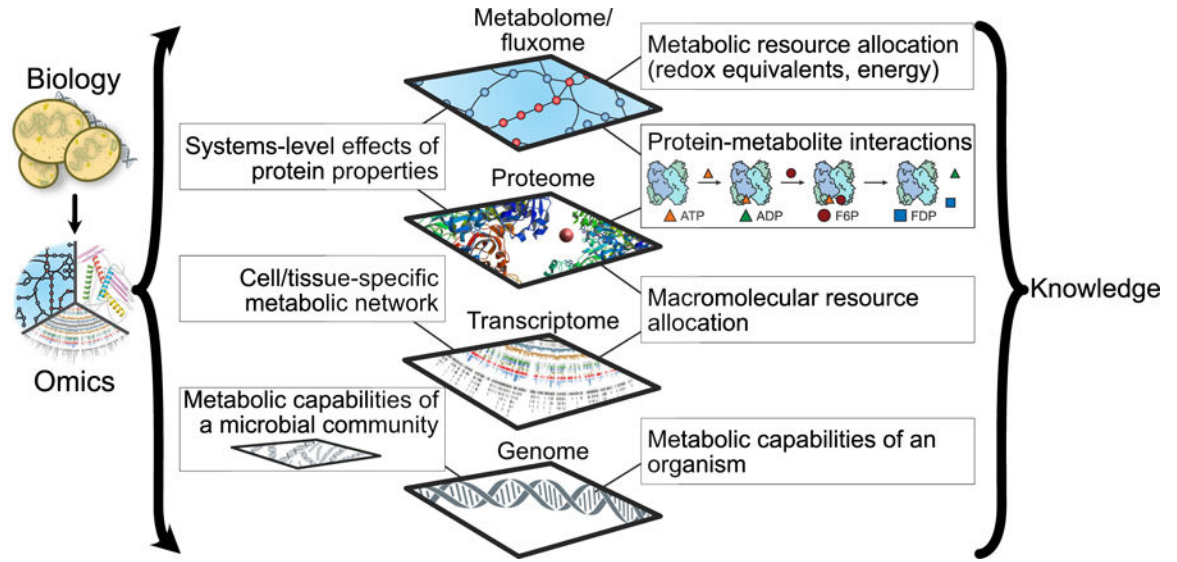 Biology
Omics
Metabolome/
fluxome
Metabolic resource allocation
(redox equivalents, energy)
Systems-level effects of
protein properties
Protein-metabolite interactions
ATP
ADP
F6P
FDP
Proteome
Cell/tissue-specific
metabolic network
Macromolecular resource
allocation
Transcriptome
Metabolic capabilities of
a microbial community
Genome
Metabolic capabilities of an
organism
Knowledge